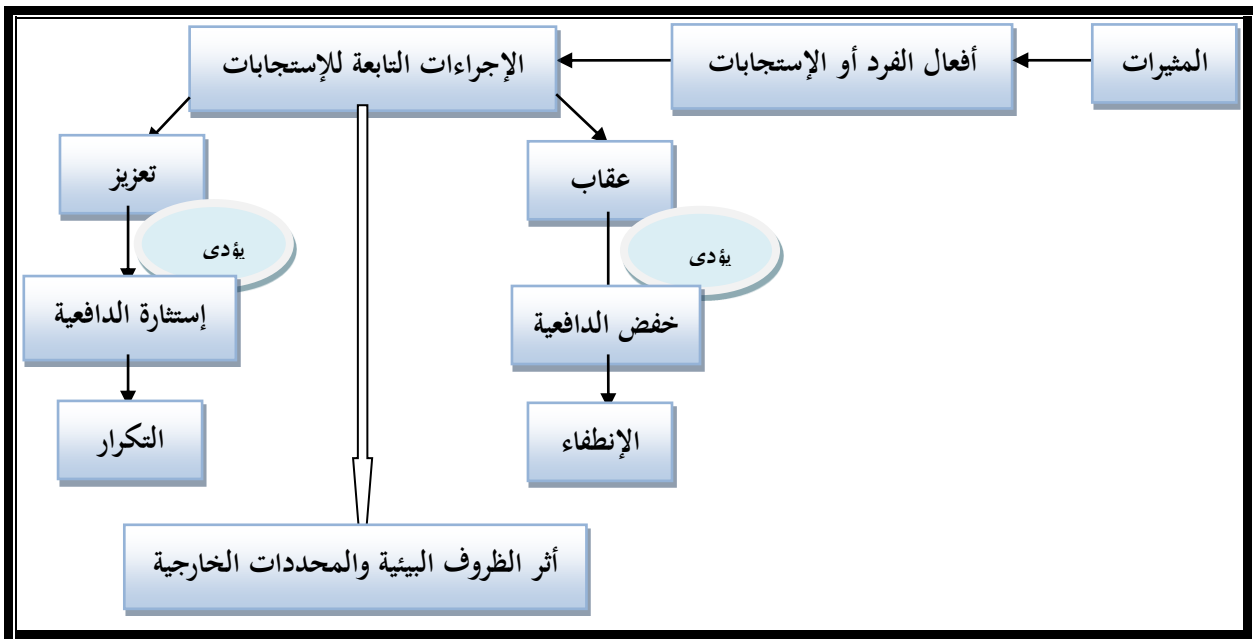 المثيرات
أفعال الفرد أو الإستجابات
الإجراءات التابعة للإستجابات
عقاب
تعزيز
يؤدى
يؤدى
خفض الدافعية
إستثارة الدافعية
الإنطفاء
التكرار
أثر الظروف البيئية والمحددات الخارجية